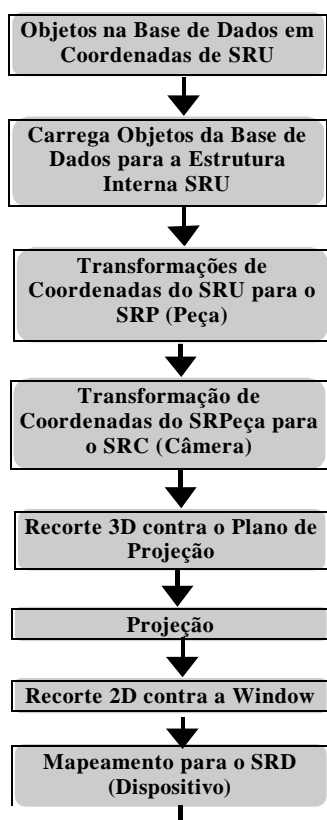 Objetos na Base de Dados em
Coordenadas de SRU
Carrega Objetos da Base de
Dados para a Estrutura
Interna SRU
Transformações de
Coordenadas do SRU para o
SRP (Peça)
Transformação de
Coordenadas do SRPeça para
o SRC (Câmera)
Recorte 3D contra o Plano de
Projeção
Projeção
Recorte 2D contra a Window
Mapeamento para o SRD
(Dispositivo)